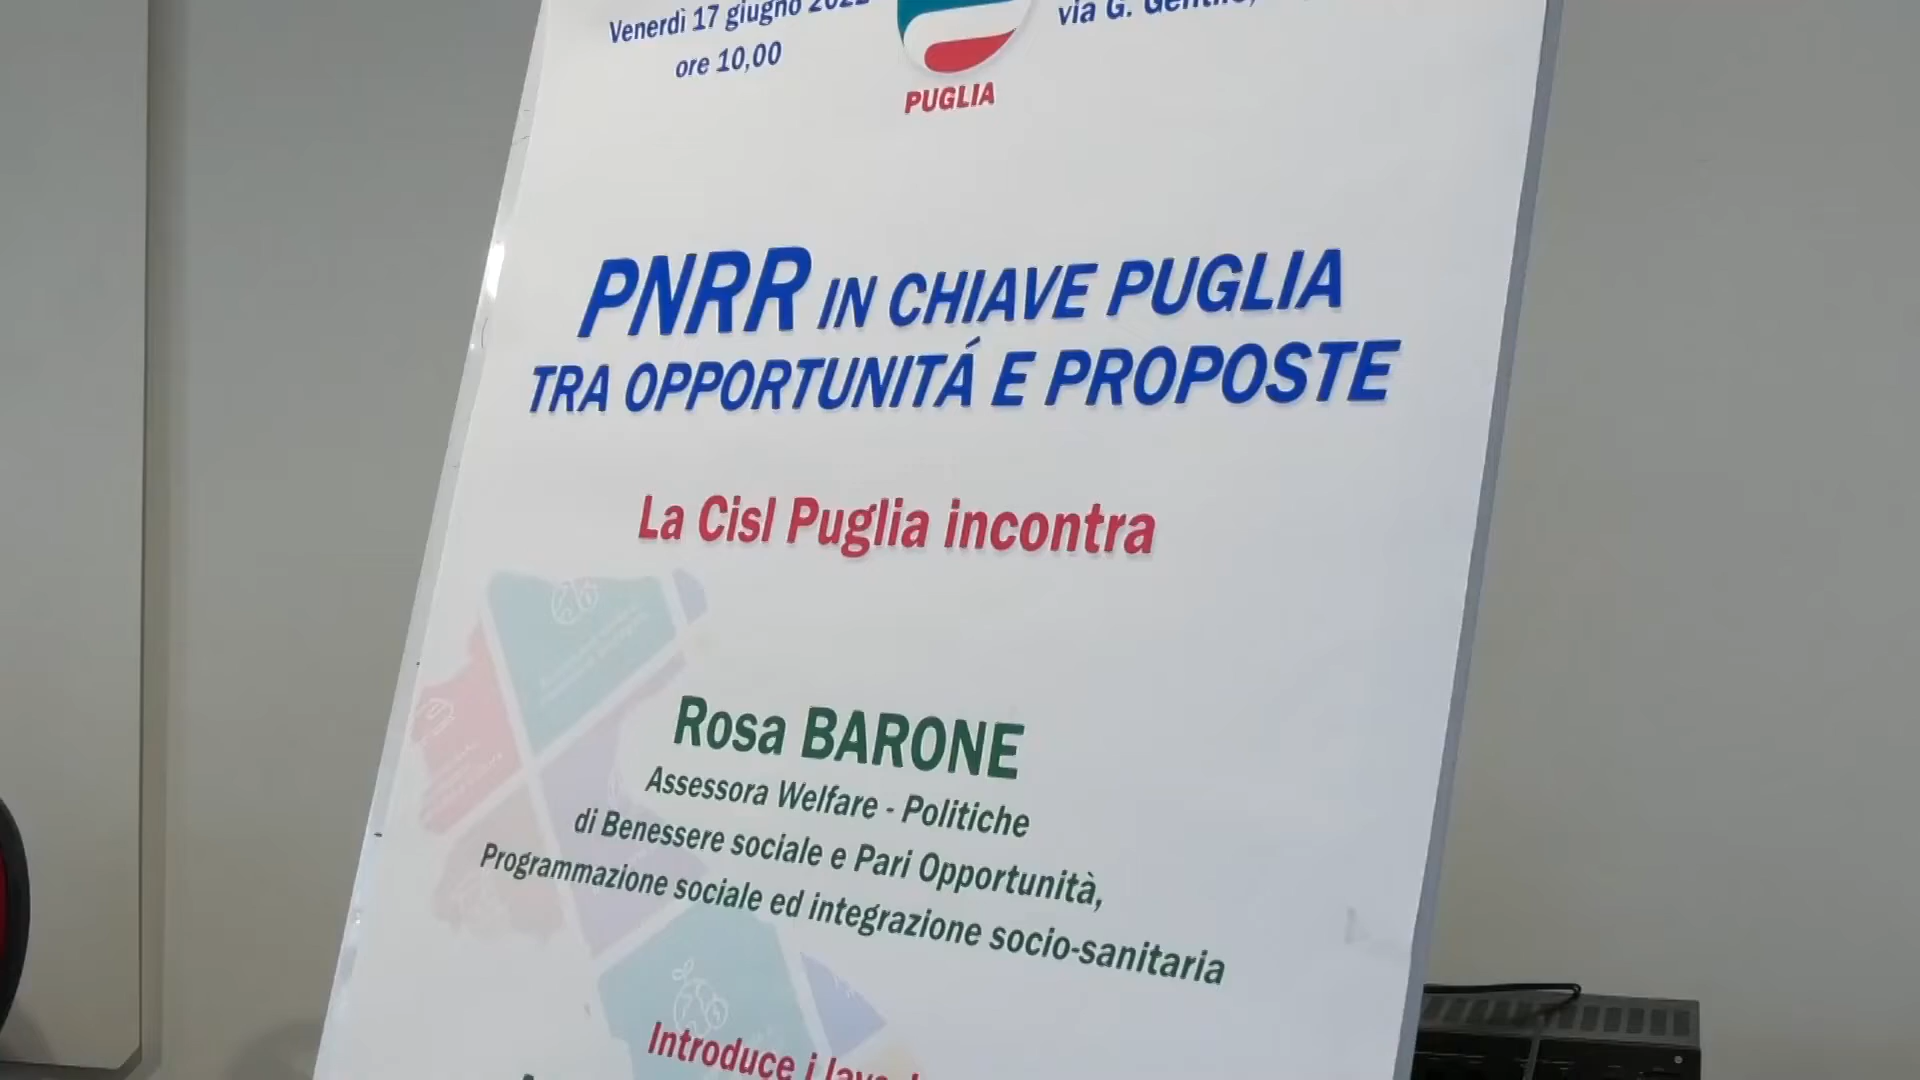 Venerdì 17 giugno
via G.
ore 10,00
PUGLIA
PNRR IN CHIAVE PUGLIA
TRA OPPORTUNITÁ E PROPOSTE
La Cisl Puglia incontra
Rosa BARONE
Assessora Welfare - Politiche
di Benessere sociale e Pari Opportunità,
Programmazione sociale ed integrazione socio-sanitaria
Introduce i